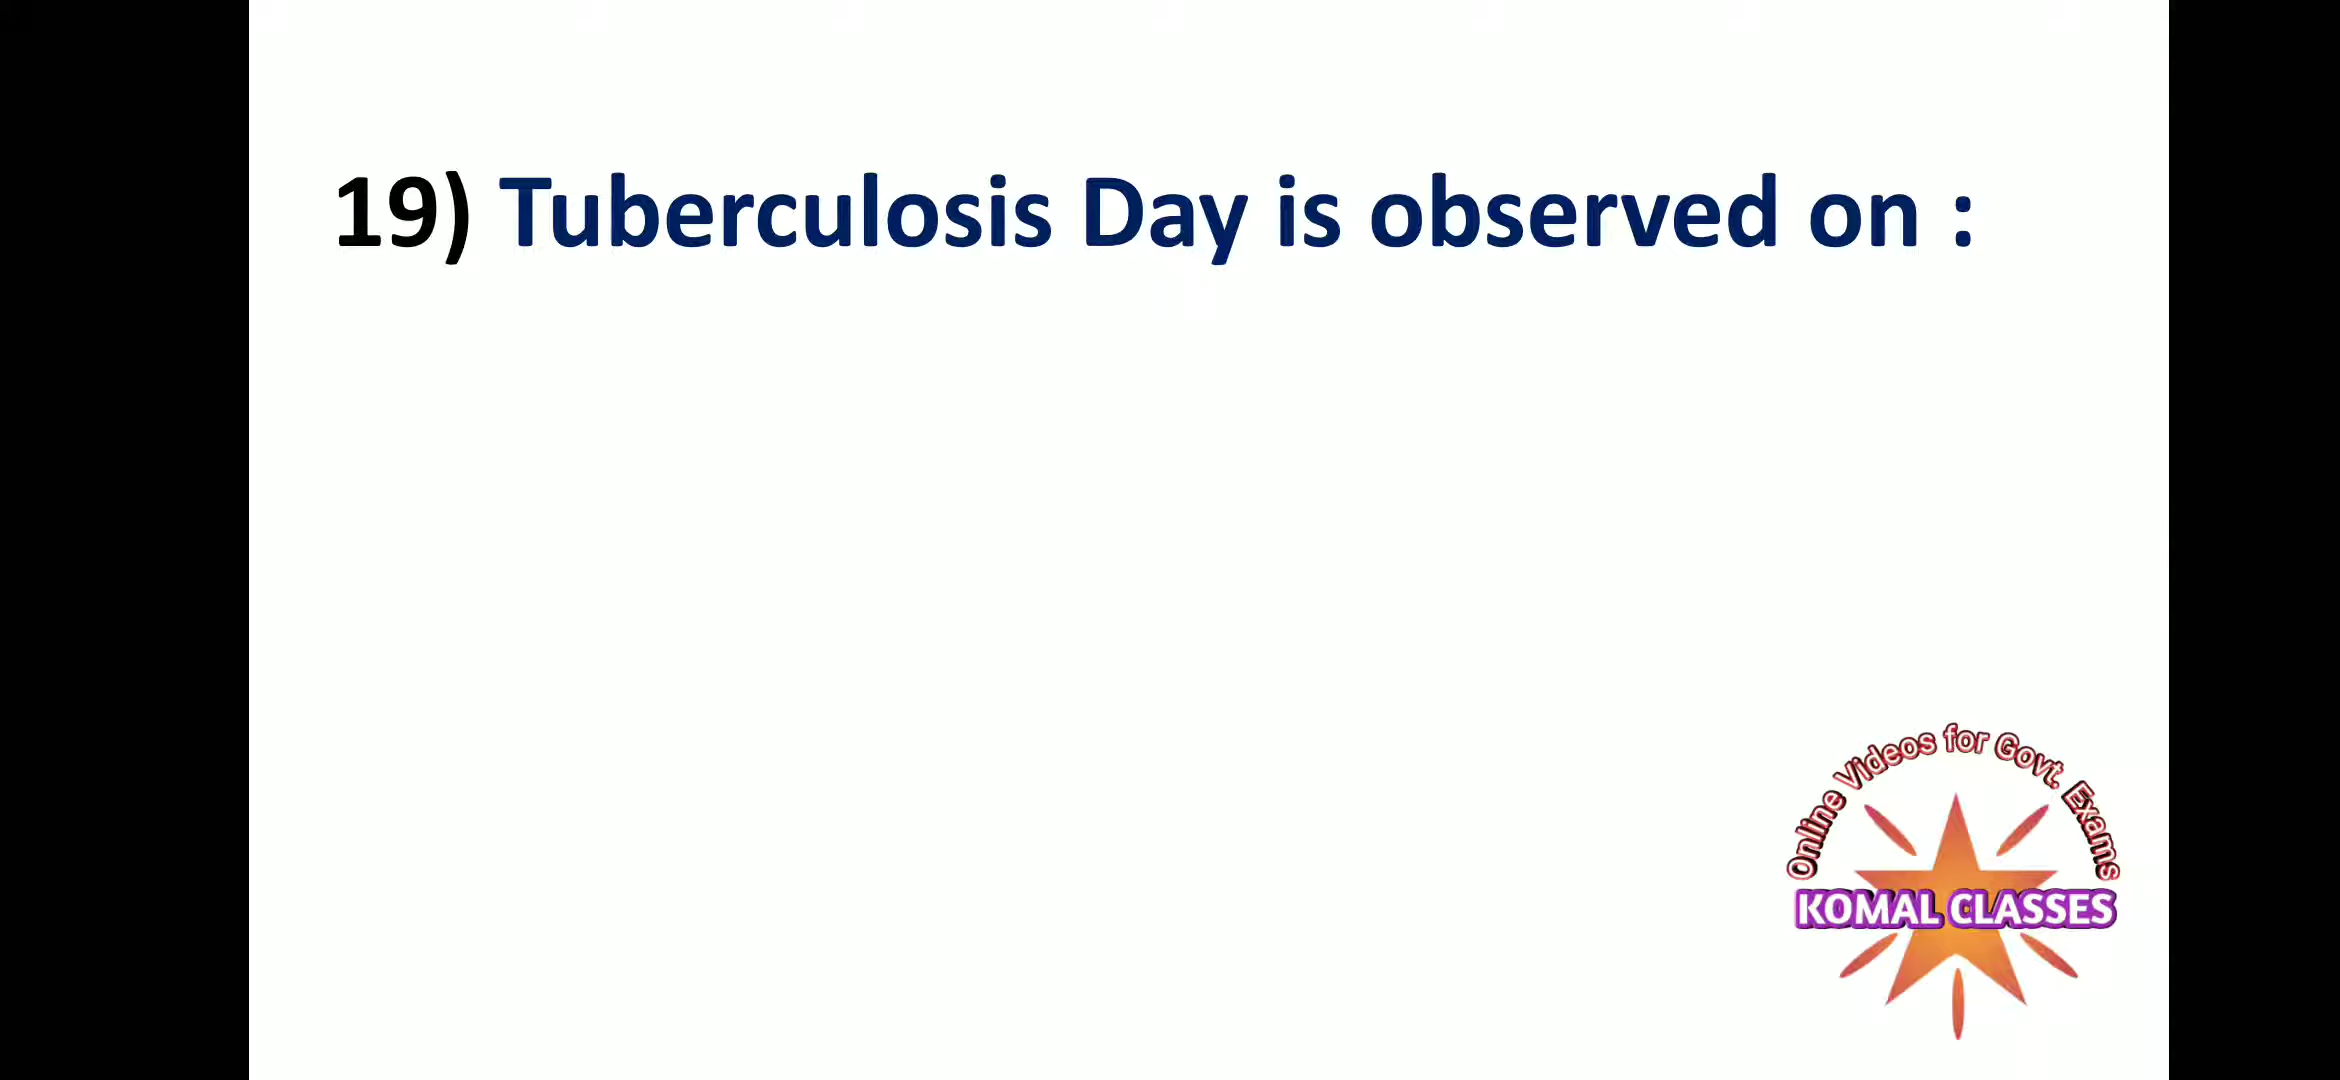 19) Tuberculosis Day is observed on :
Online Videos for Govt. Exams
KOMAL CLASSES